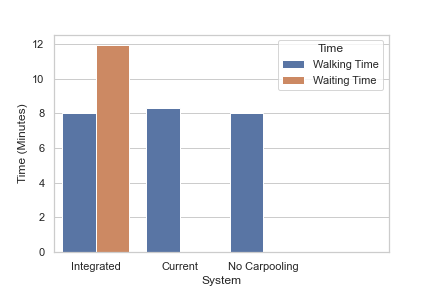 12
10
8
6
4
2
0
Time (Minutes)
Time
Walking Time
Waiting Time
Integrated
Current
No Carpooling
System